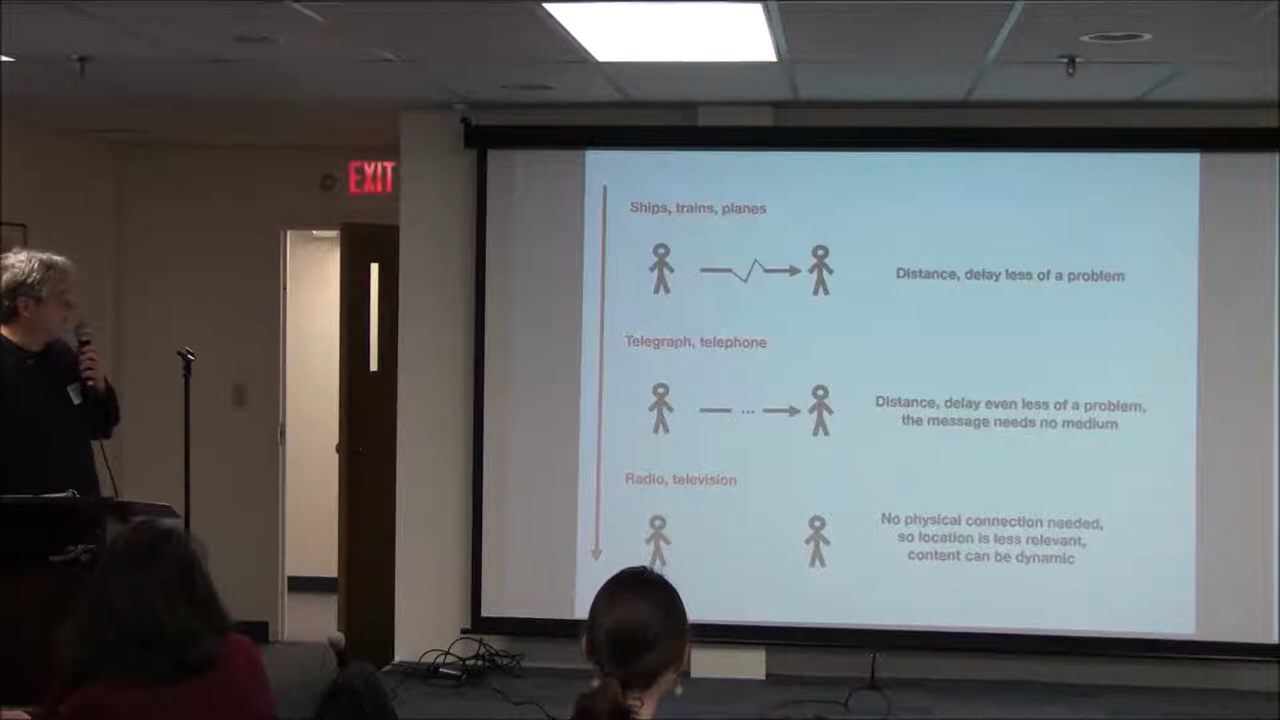 EXIT
Ships, trains, planes
Distance, delay less of a problem
Telegraph, telephone
...
Distance, delay even less of a problem,
the message needs no medium
Radio, television
No physical connection needed,
so location is less relevant,
content can be dynamic